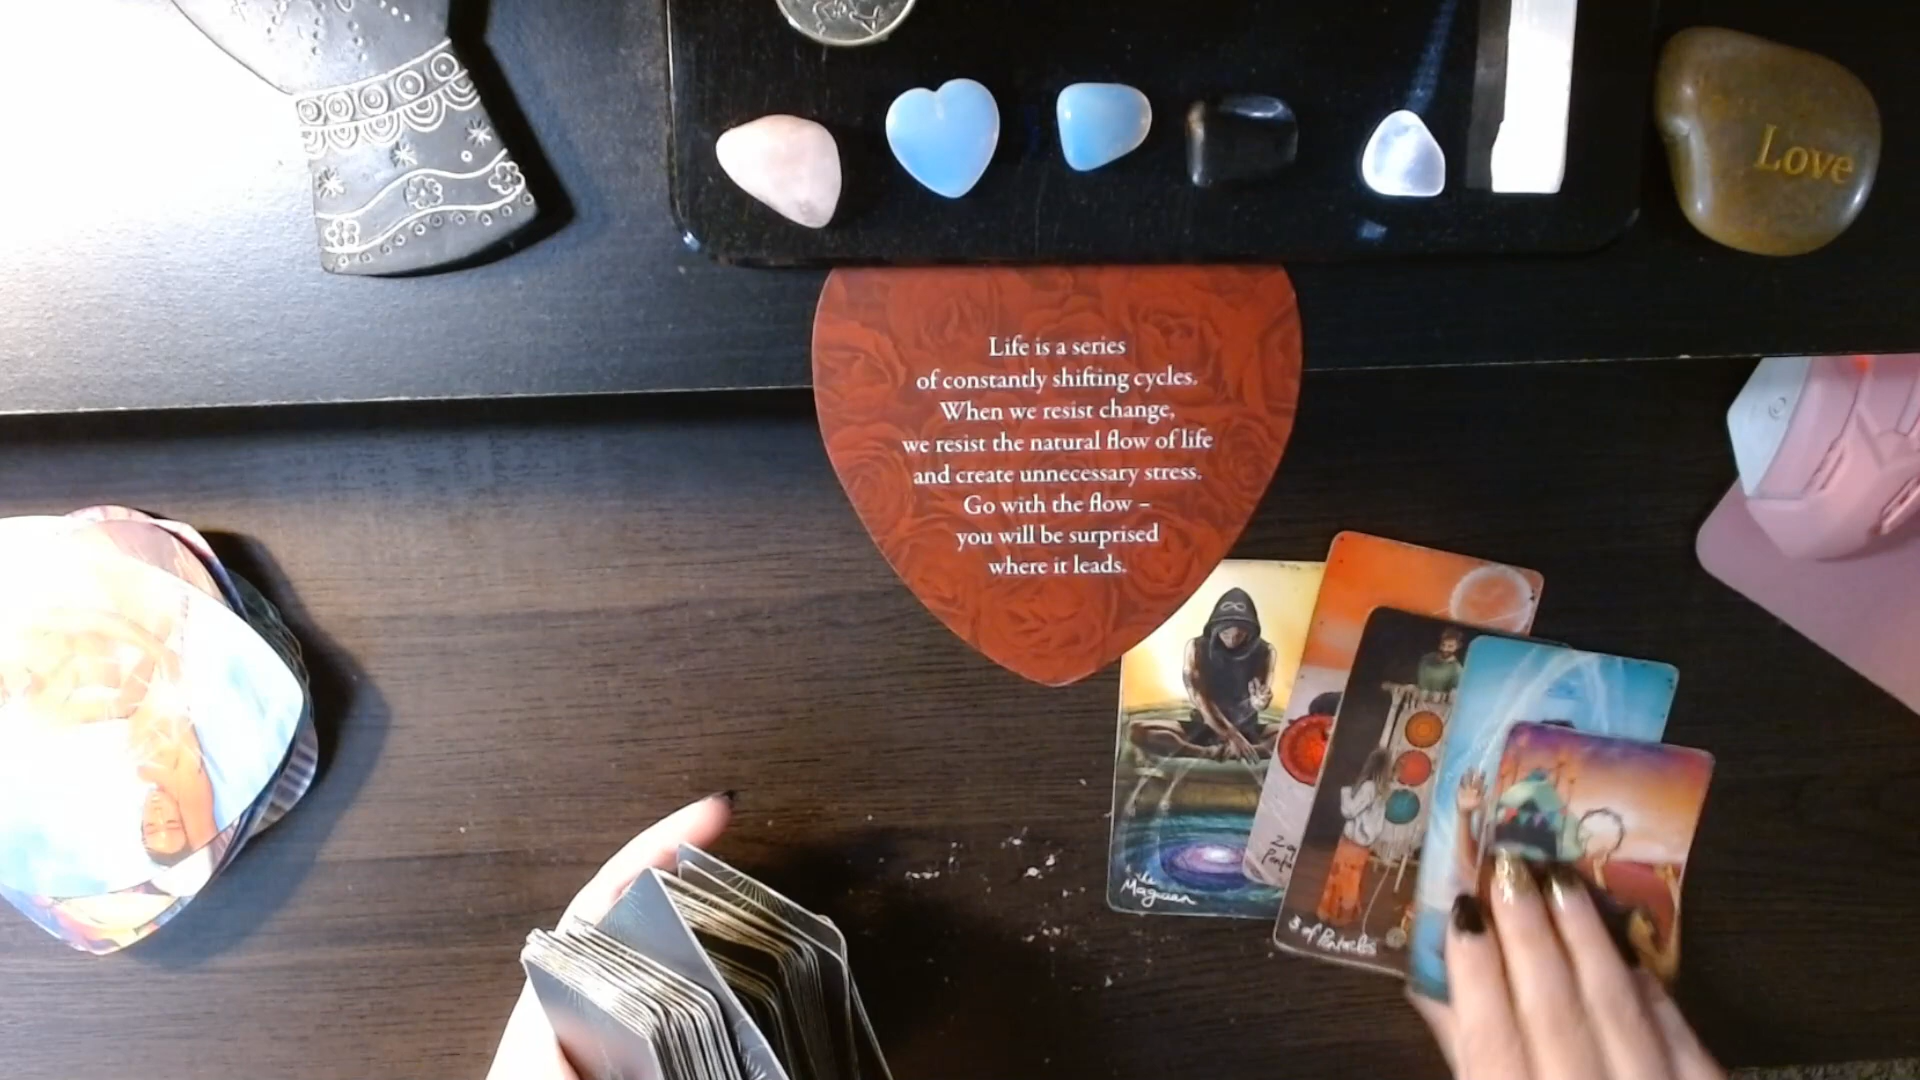 Love
Life is a series
of constantly shifting cycles.
When we resist change,
we resist the natural flow of life
and create unnecessary stress.
Go with the flow –
you will be surprised
where it leads.
the
Magician
3 of Pentacles